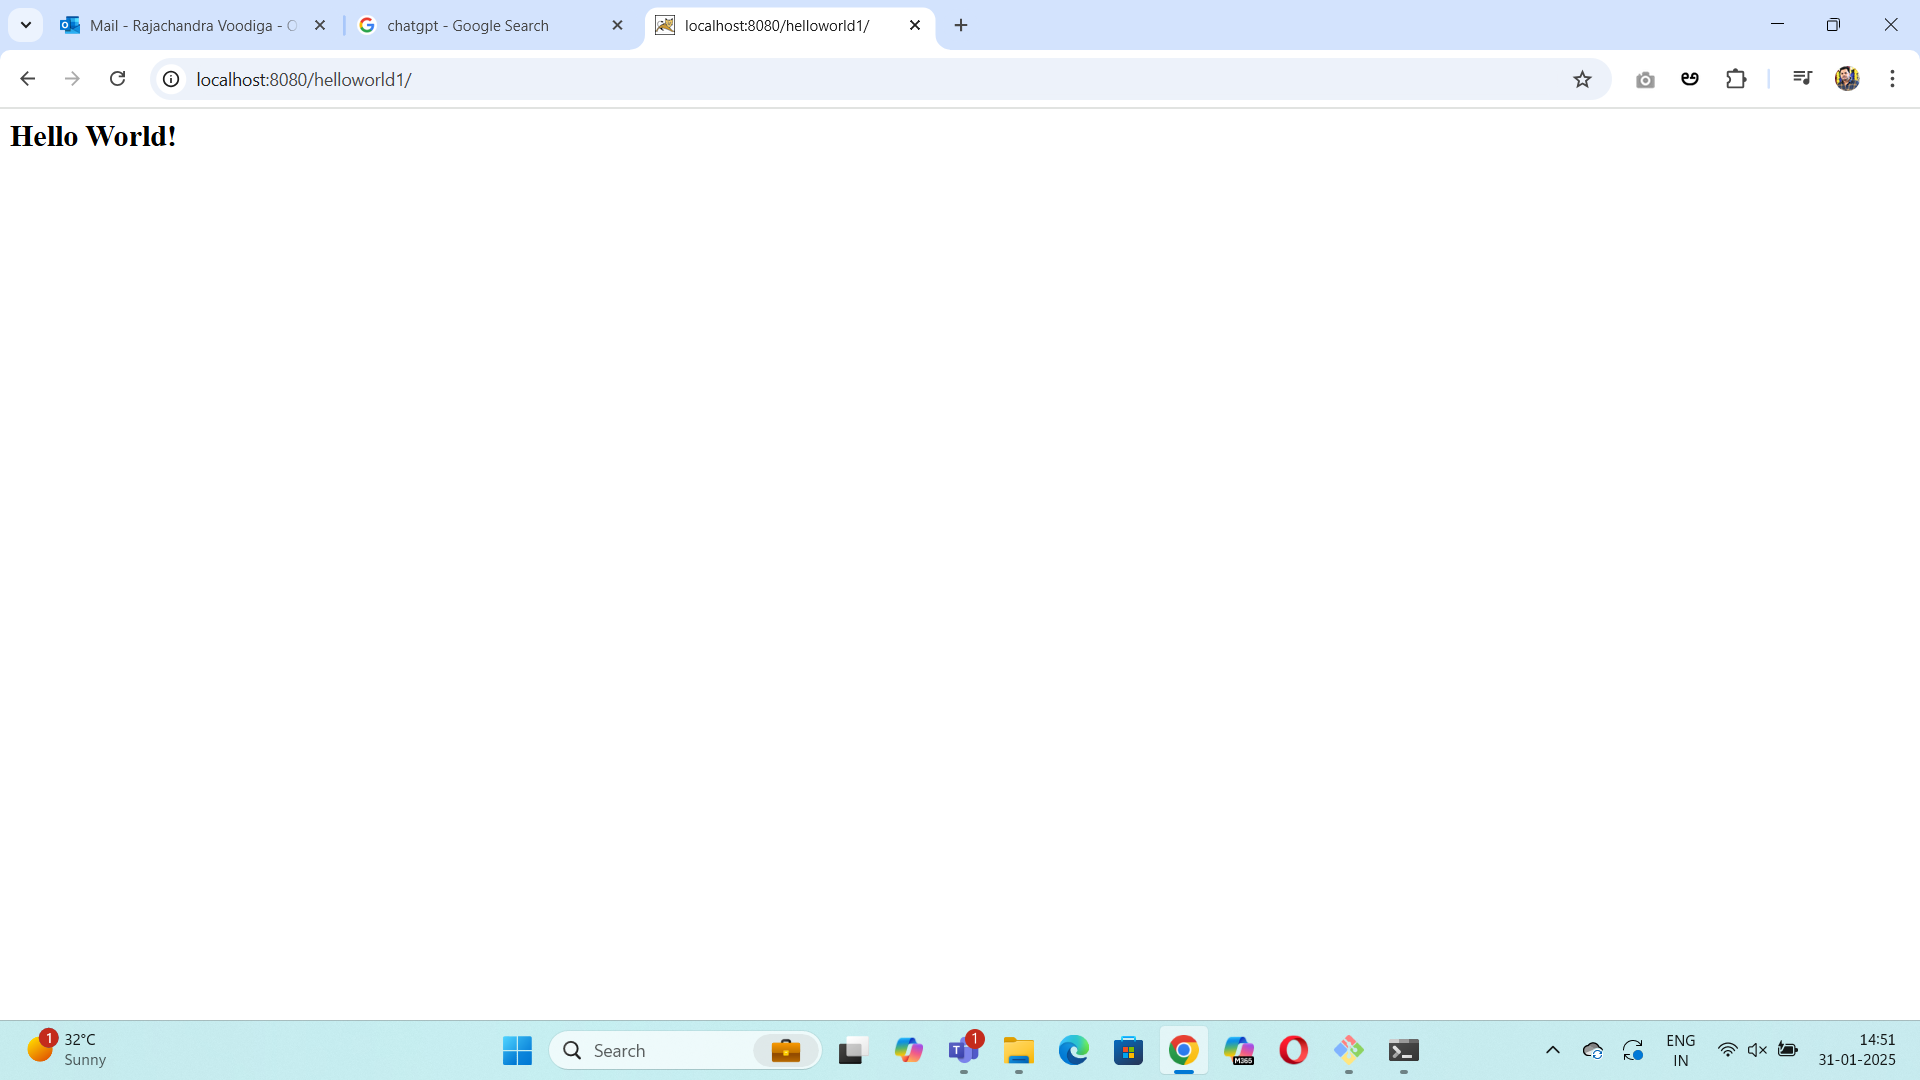 Mail - Rajachandra Voodiga - O
chatgpt - Google Search
localhost:8080/helloworld1/
localhost:8080/helloworld1/
Hello World!
1
32°C
Sunny
Search
T
1
M365
ENG
IN
14:51
31-01-2025